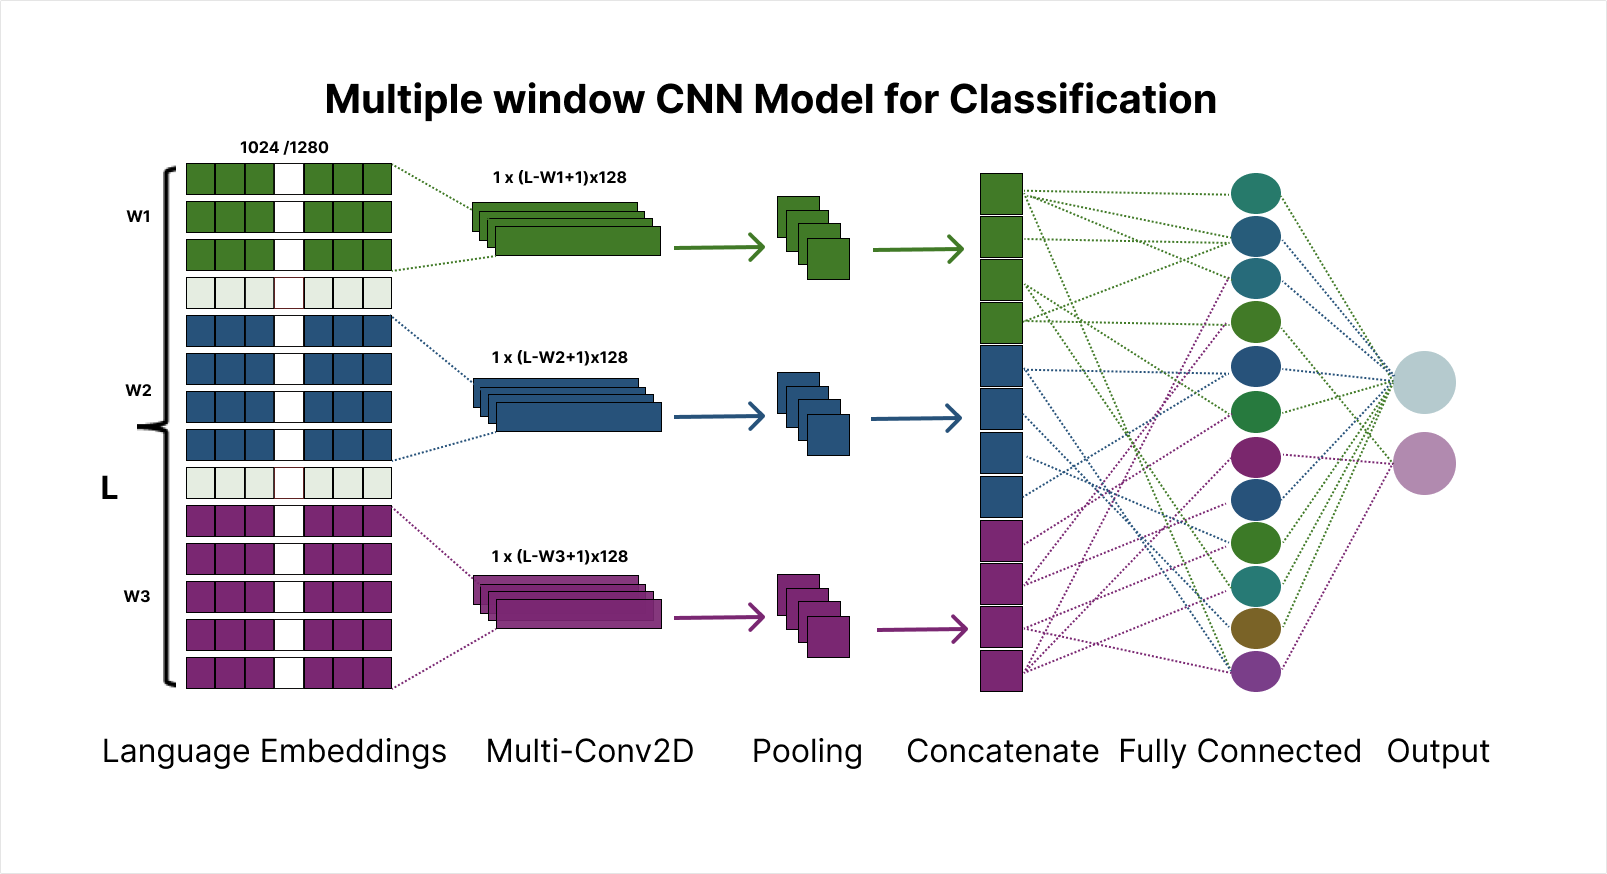 Multiple window CNN Model for Classification
1024 /1280
W1
W2
L
W3
1 x (L-W1+1)x128
1 x (L-W2+1)x128
1 x (L-W3+1)x128
Language Embeddings
Multi-Conv2D
Pooling
Concatenate
Fully Connected
Output